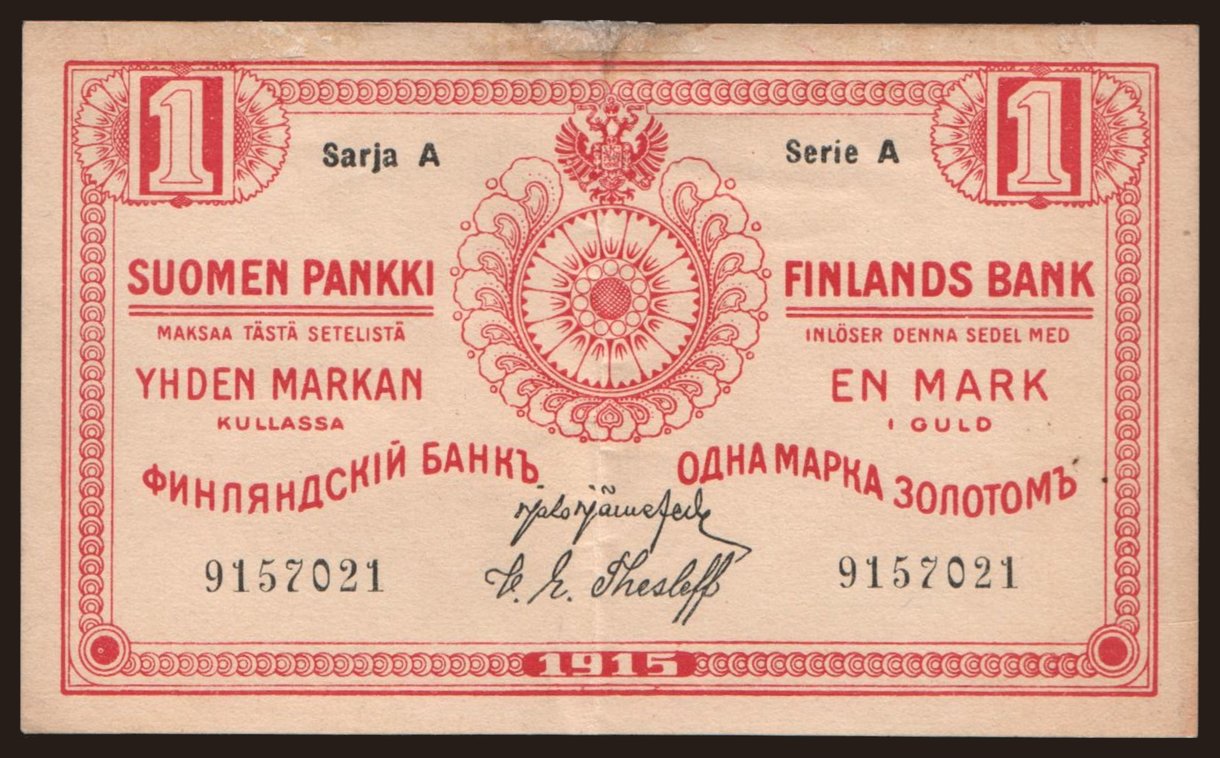 1 1
Sarja A Serie A
SUOMEN PANKKI
MAKSAA TÄSTÄ SETELISTÄ
YHDEN MARKAN
KULLASSA
FINLANDS BANK
INLÖSER DENNA SEDEL MED
EN MARK
I GULD
ФИНЛЯНДСКІЙ БАНКЪ
ОДНА МАРКА ЗОЛОТОМЪ
9157021 9157021
V. E. Thesleff
1915